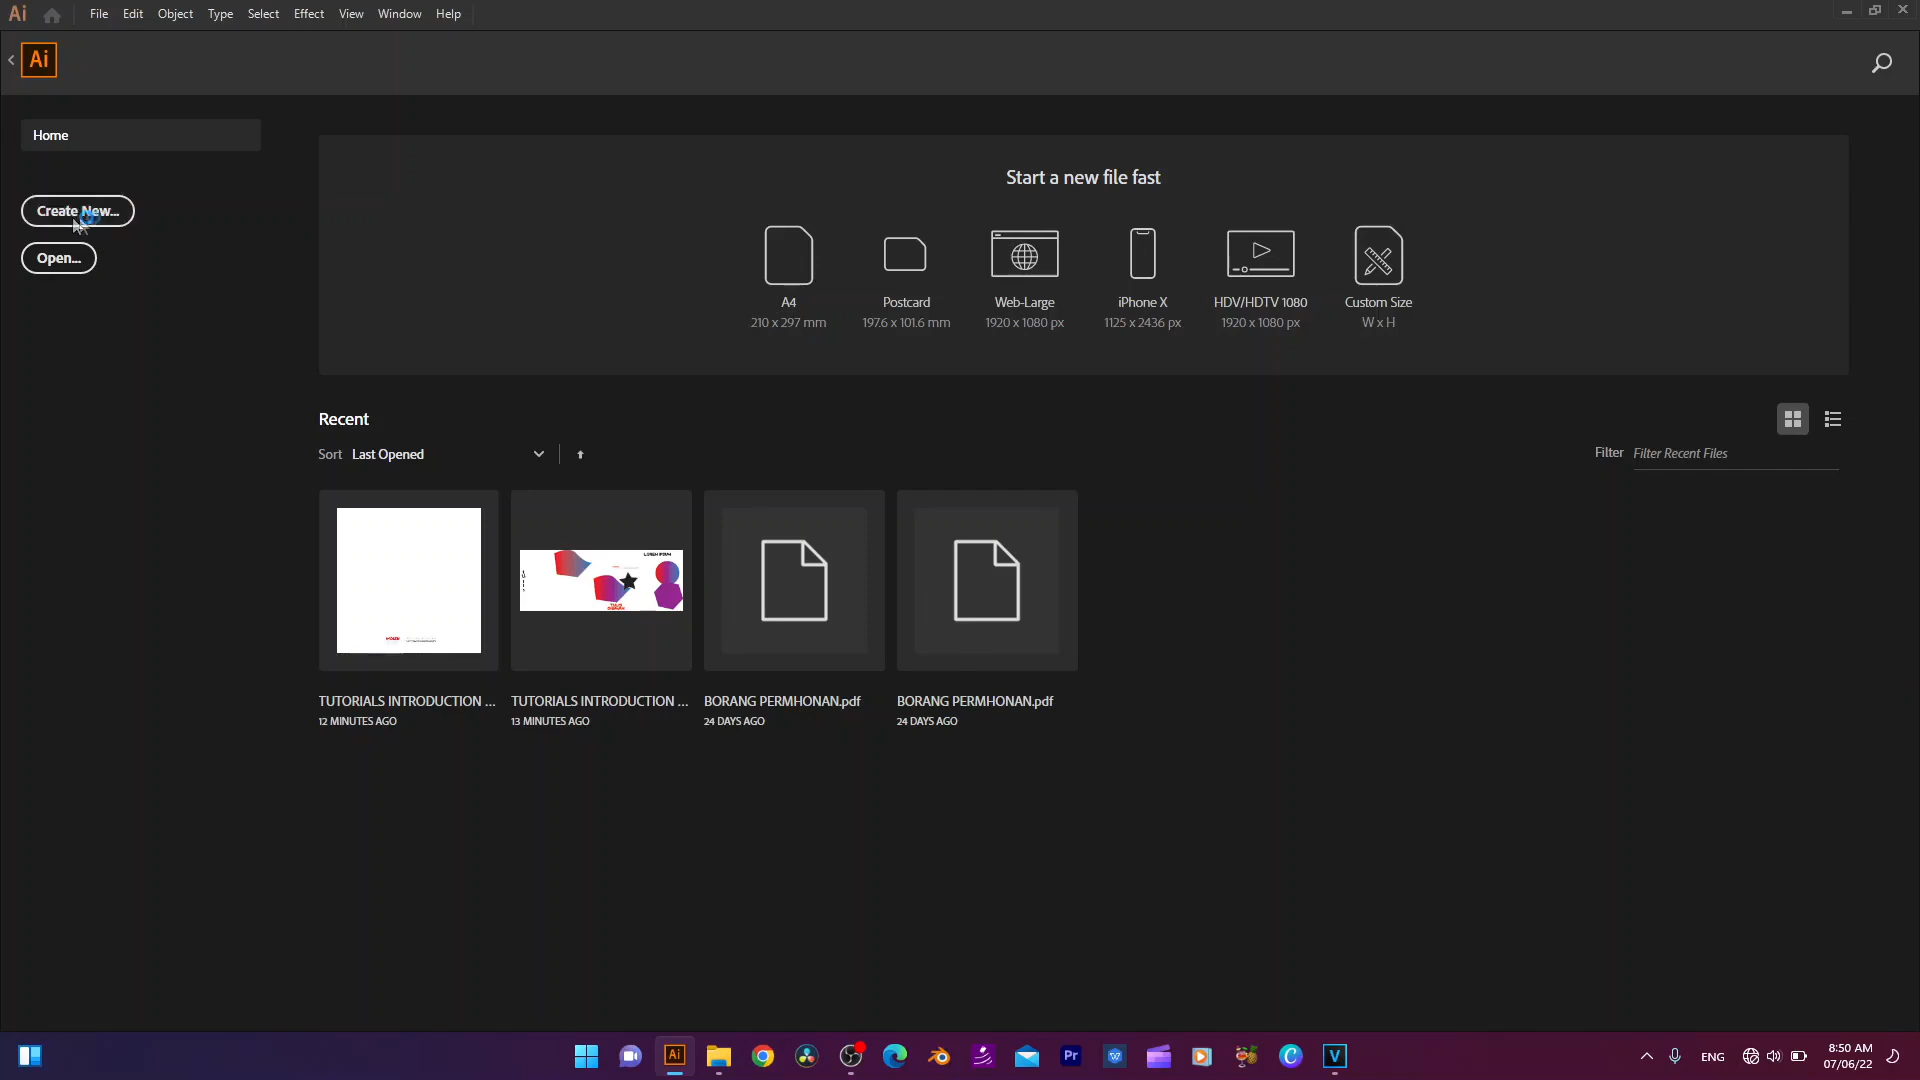 Ai File Edit Object Type Select Effect View Window Help
Ai
Home
Create New...
Open...
Start a new file fast
A4
210 x 297 mm
Postcard
197.6 x 101.6 mm
Web-Large
1920 x 1080 px
iPhone X
1125 x 2436 px
HDV/HDTV 1080
1920 x 1080 px
Custom Size
W x H
Recent
Sort Last Opened
Filter Filter Recent Files
LOREM IPSUM
TUTORIALS INTRODUCTION ...
12 MINUTES AGO
TUTORIALS INTRODUCTION ...
13 MINUTES AGO
BORANG PERMHONAN.pdf
24 DAYS AGO
BORANG PERMHONAN.pdf
24 DAYS AGO
Ai
Pr
C
V
ENG
8:50 AM
07/06/22